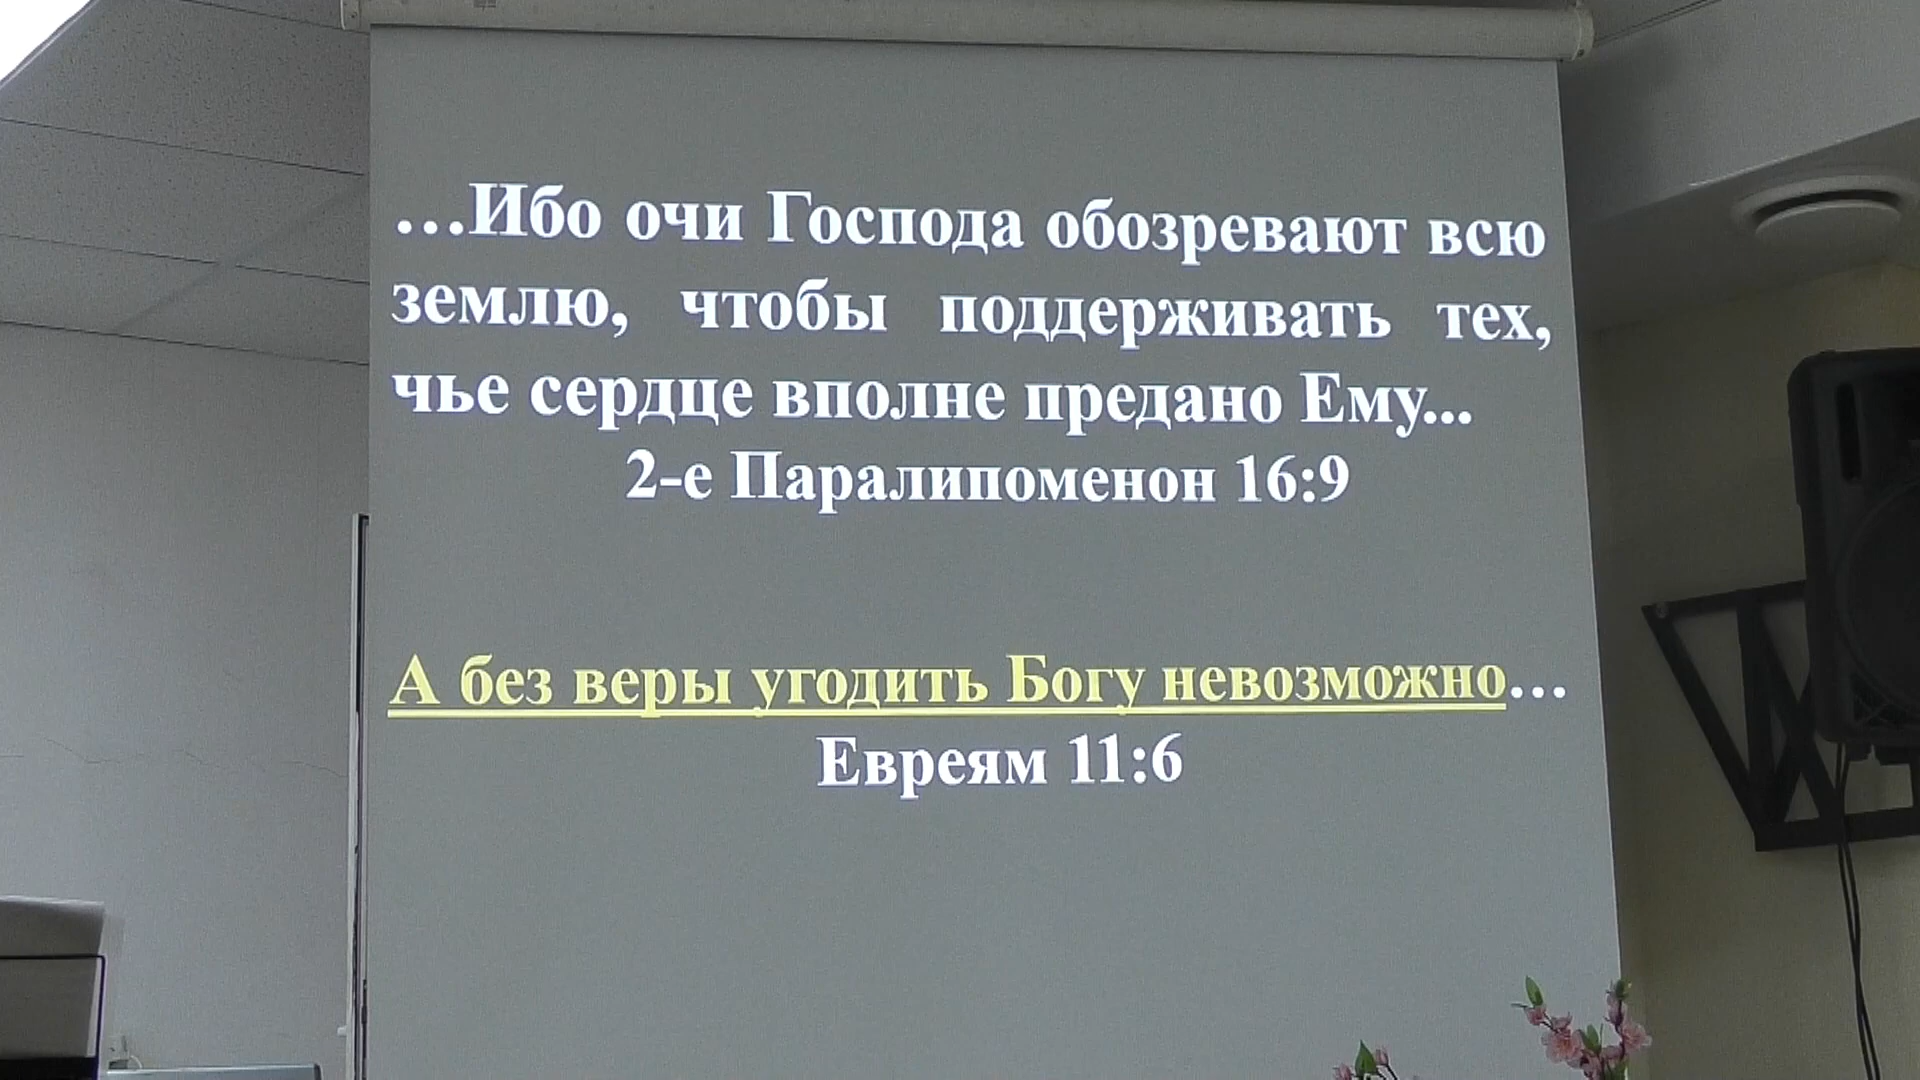 …Ибо очи Господа обозревают всю
землю, чтобы поддерживать тех,
чье сердце вполне предано Ему...
2-е Паралипоменон 16:9
А без веры угодить Богу невозможно…
Евреям 11:6